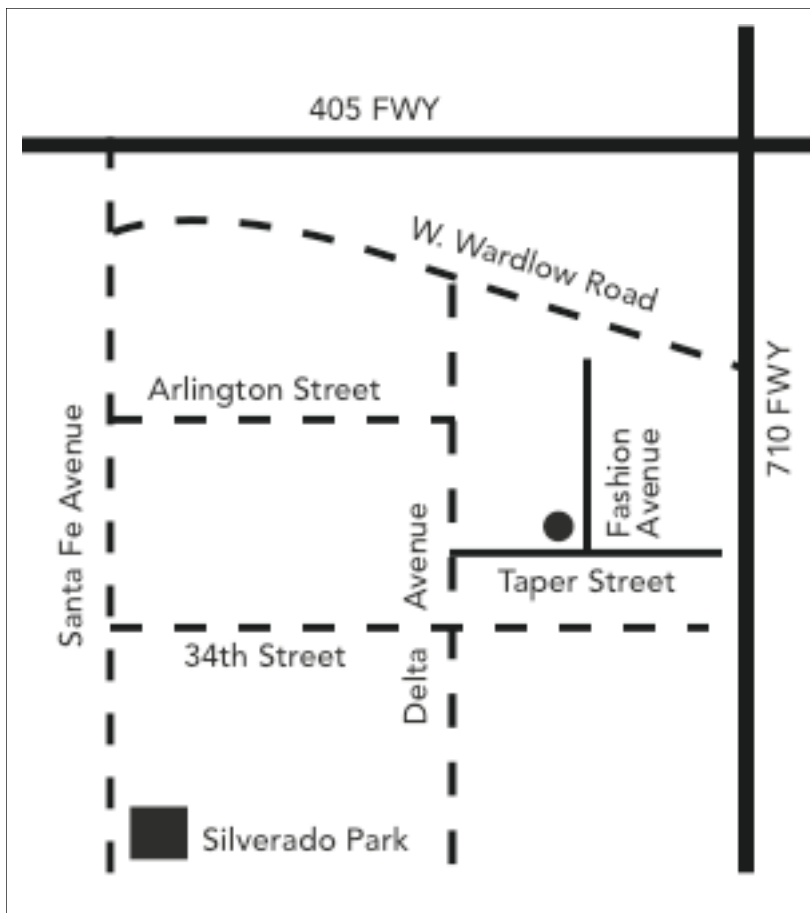 405 FWY
W. Wardlow Road
Arlington Street
710 FWY
Santa Fe Avenue
Fashion
Avenue
Delta Avenue
Taper Street
34th Street
Silverado Park